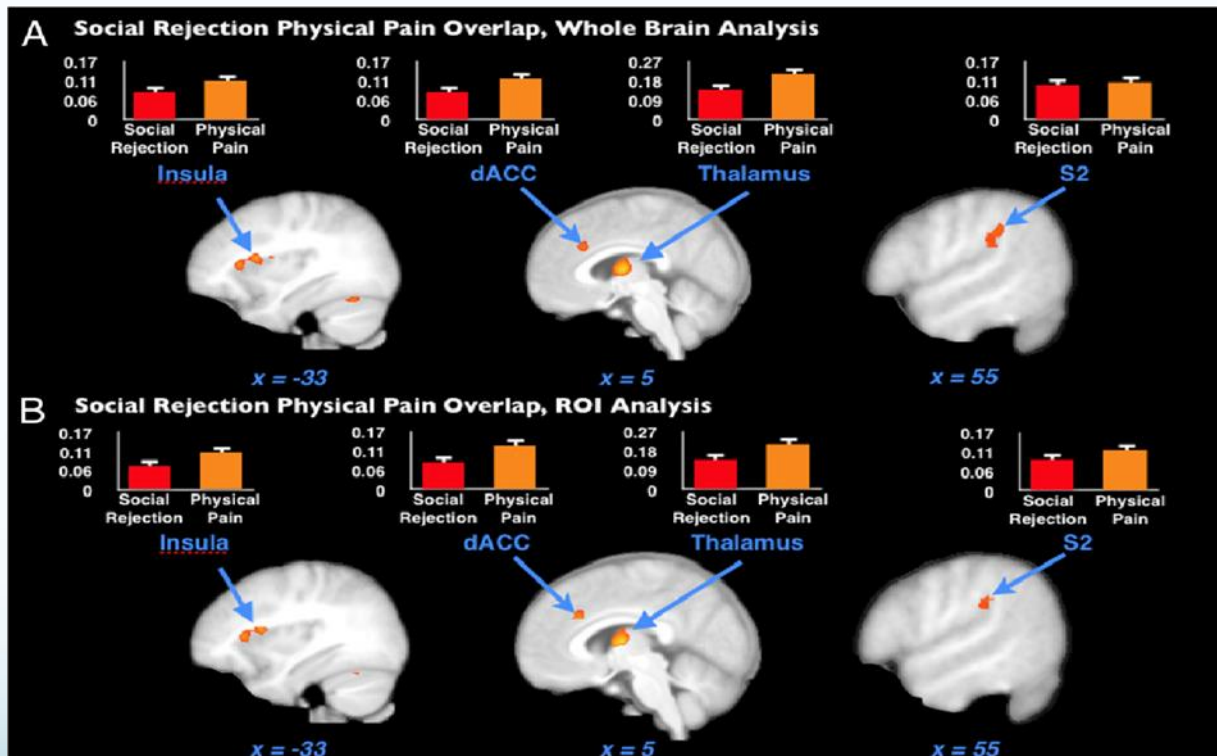 A Social Rejection Physical Pain Overlap, Whole Brain Analysis
0.17 0.17 0.27 0.17
0.11 0.11 0.18 0.11
0.06 0.06 0.09 0.06
0 0 0 0
Social Physical Social Physical Social Physical Social Physical
Rejection Pain Rejection Pain Rejection Pain Rejection Pain
Insula dACC Thalamus S2
x = -33 x = 5 x = 55
B Social Rejection Physical Pain Overlap, ROI Analysis
0.17 0.17 0.27 0.17
0.11 0.11 0.18 0.11
0.06 0.06 0.09 0.06
0 0 0 0
Social Physical Social Physical Social Physical Social Physical
Rejection Pain Rejection Pain Rejection Pain Rejection Pain
Insula dACC Thalamus S2
x = -33 x = 5 x = 55